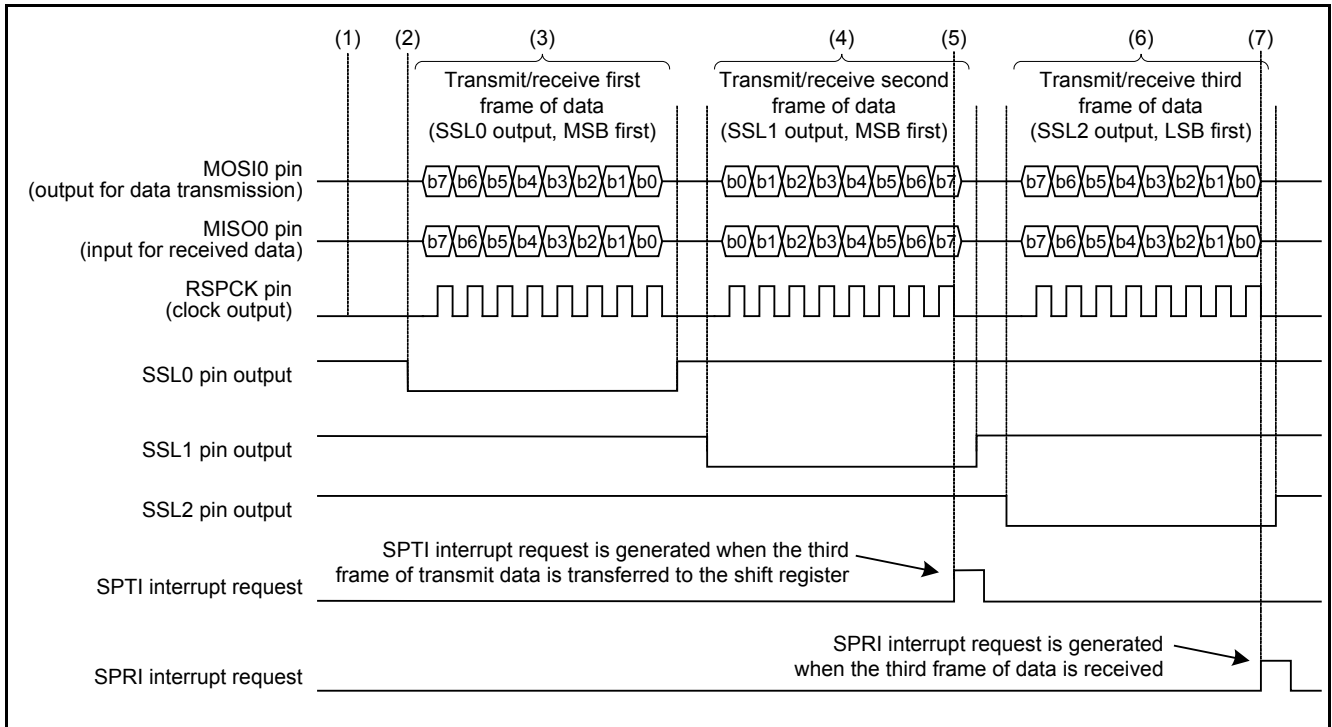 (1) (2) (3) (4) (5) (6) (7)
Transmit/receive first
frame of data
(SSL0 output, MSB first)
Transmit/receive second
frame of data
(SSL1 output, MSB first)
Transmit/receive third
frame of data
(SSL2 output, LSB first)
MOSI0 pin
(output for data transmission)
b7 b6 b5 b4 b3 b2 b1 b0
b0 b1 b2 b3 b4 b5 b6 b7
b7 b6 b5 b4 b3 b2 b1 b0
MISO0 pin
(input for received data)
b7 b6 b5 b4 b3 b2 b1 b0
b0 b1 b2 b3 b4 b5 b6 b7
b7 b6 b5 b4 b3 b2 b1 b0
RSPCK pin
(clock output)
SSL0 pin output
SSL1 pin output
SSL2 pin output
SPTI interrupt request is generated when the third
frame of transmit data is transferred to the shift register
SPTI interrupt request
SPRI interrupt request is generated
when the third frame of data is received
SPRI interrupt request